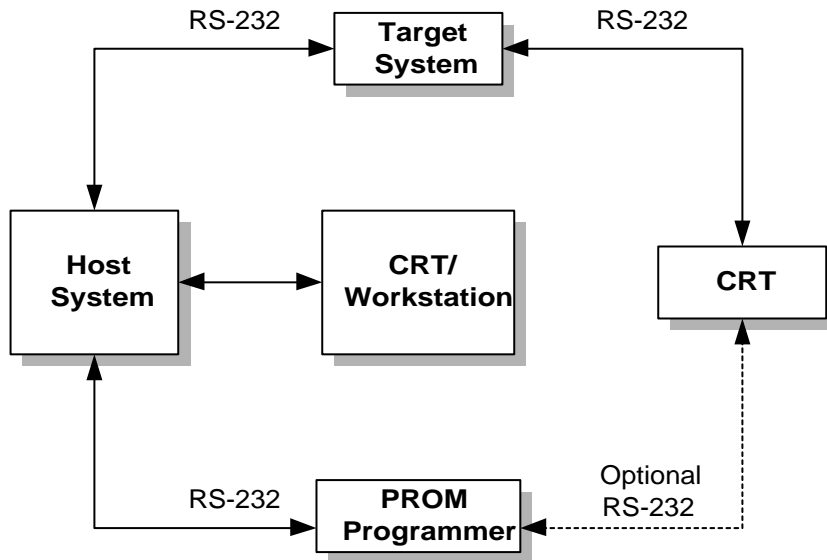 RS-232
Target
System
RS-232
Host
System
CRT/
Workstation
CRT
RS-232
PROM
Programmer
Optional
RS-232